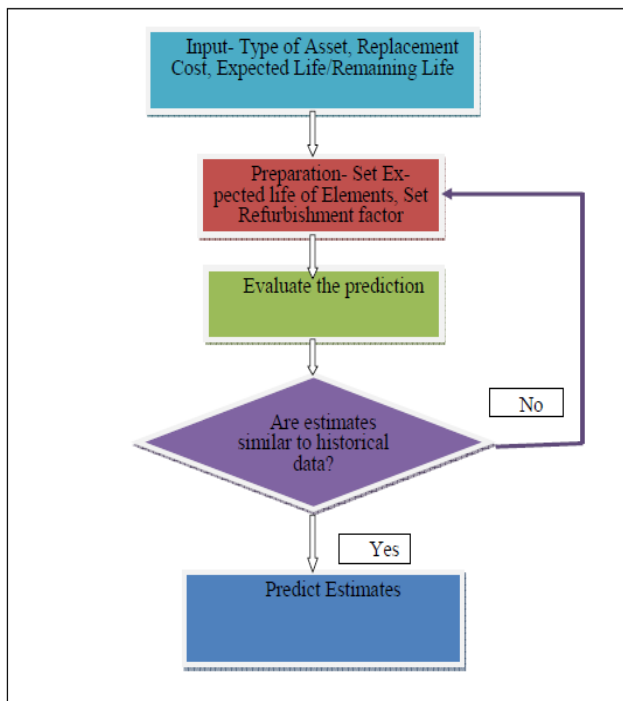 Input- Type of Asset, Replacement
Cost, Expected Life/Remaining Life
Preparation- Set Ex-
pected life of Elements, Set
Refurbishment factor
Evaluate the prediction
Are estimates
similar to historical
data?
No
Yes
Predict Estimates